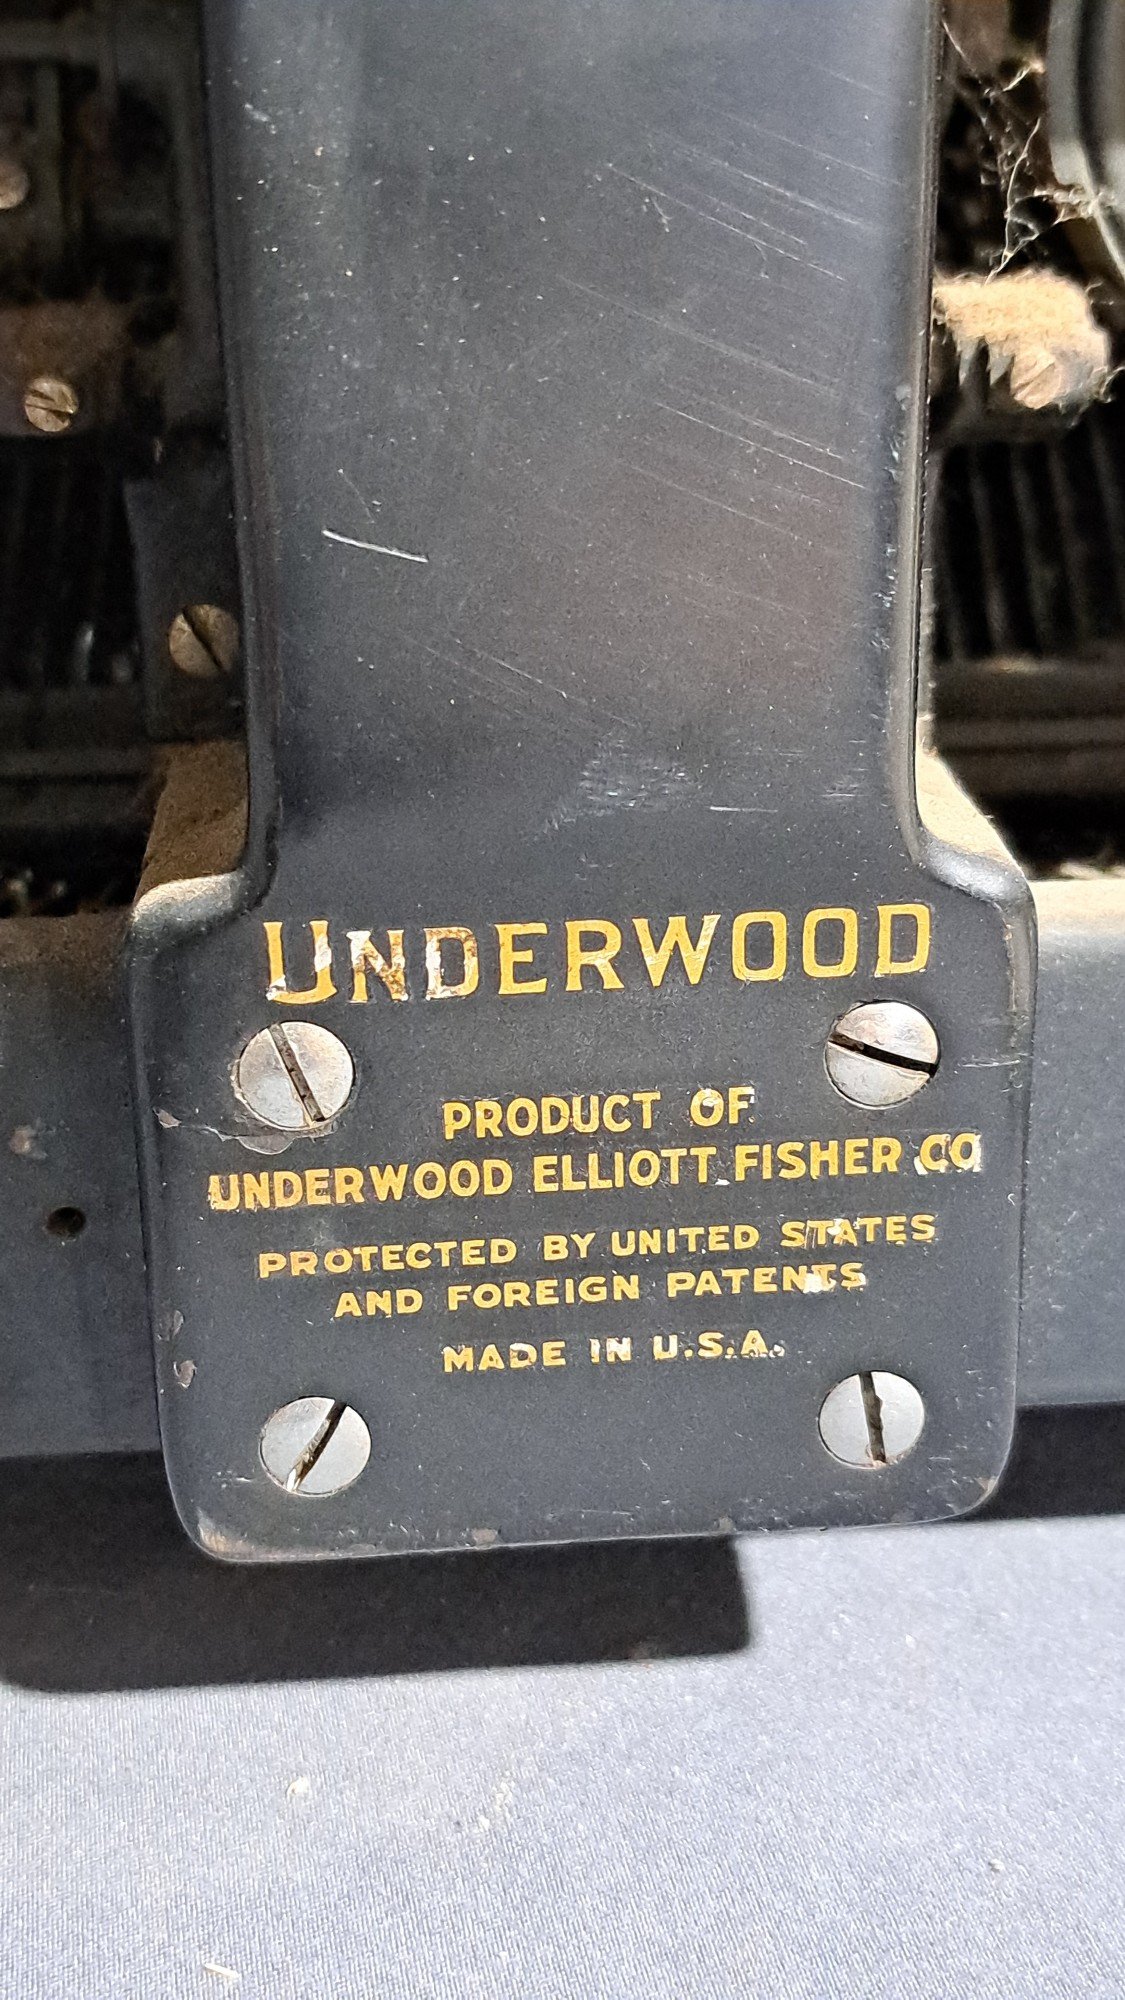 UNDERWOOD
PRODUCT OF
UNDERWOOD ELLIOTT FISHER CO
PROTECTED BY UNITED STATES
AND FOREIGN PATENTS
MADE IN U.S.A.